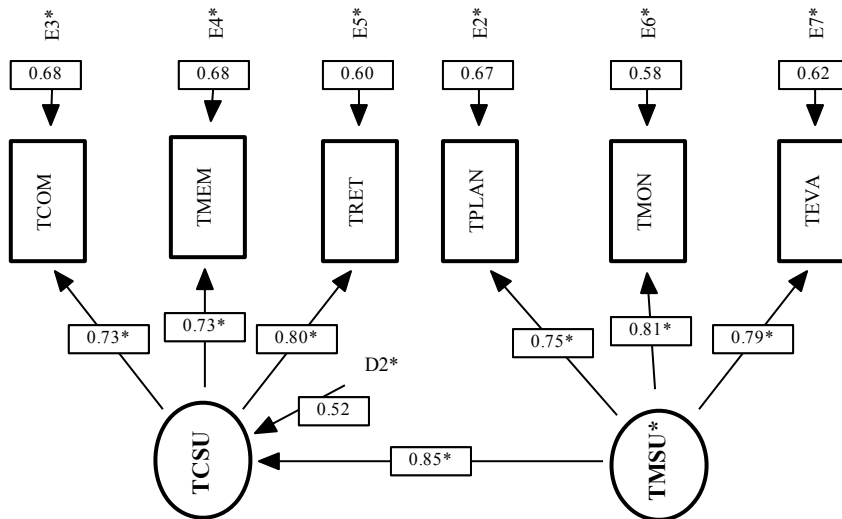 E3*
E4*
E5*
E2*
E6*
E7*
0.68
0.68
0.60
0.67
0.58
0.62
TCOM
TMEM
TRET
TPLAN
TMON
TEVA
0.73*
0.73*
0.80*
0.75*
0.81*
0.79*
D2*
0.52
TCSU
0.85*
TMSU*